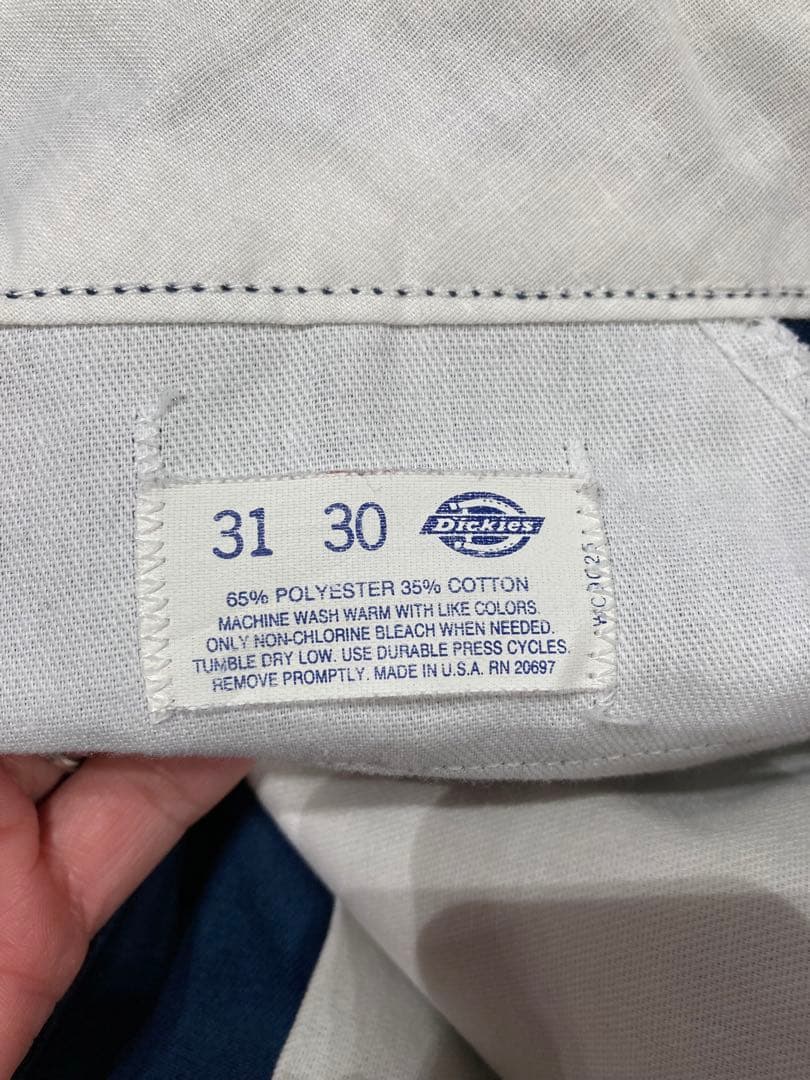 31 30 Dickies
65% POLYESTER 35% COTTON
MACHINE WASH WARM WITH LIKE COLORS.
ONLY NON-CHLORINE BLEACH WHEN NEEDED.
TUMBLE DRY LOW. USE DURABLE PRESS CYCLES.
REMOVE PROMPTLY. MADE IN U.S.A. RN 20697